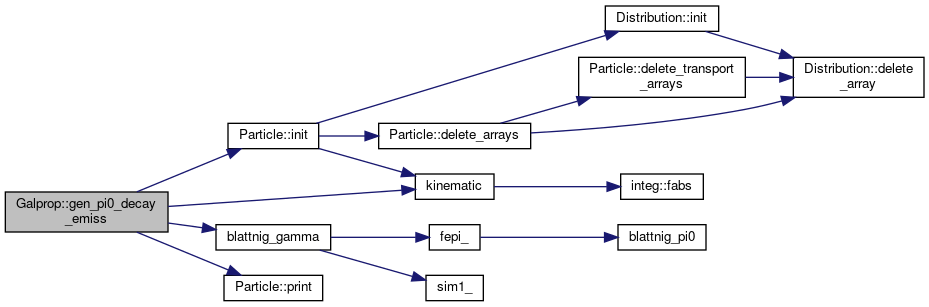 Distribution::init
Particle::delete_transport
_arrays
Distribution::delete
_array
Particle::init
Particle::delete_arrays
kinematic
integ::fabs
Galprop::gen_pi0_decay
_emiss
blattnig_gamma
fepi_
blattnig_pi0
Particle::print
sim1_